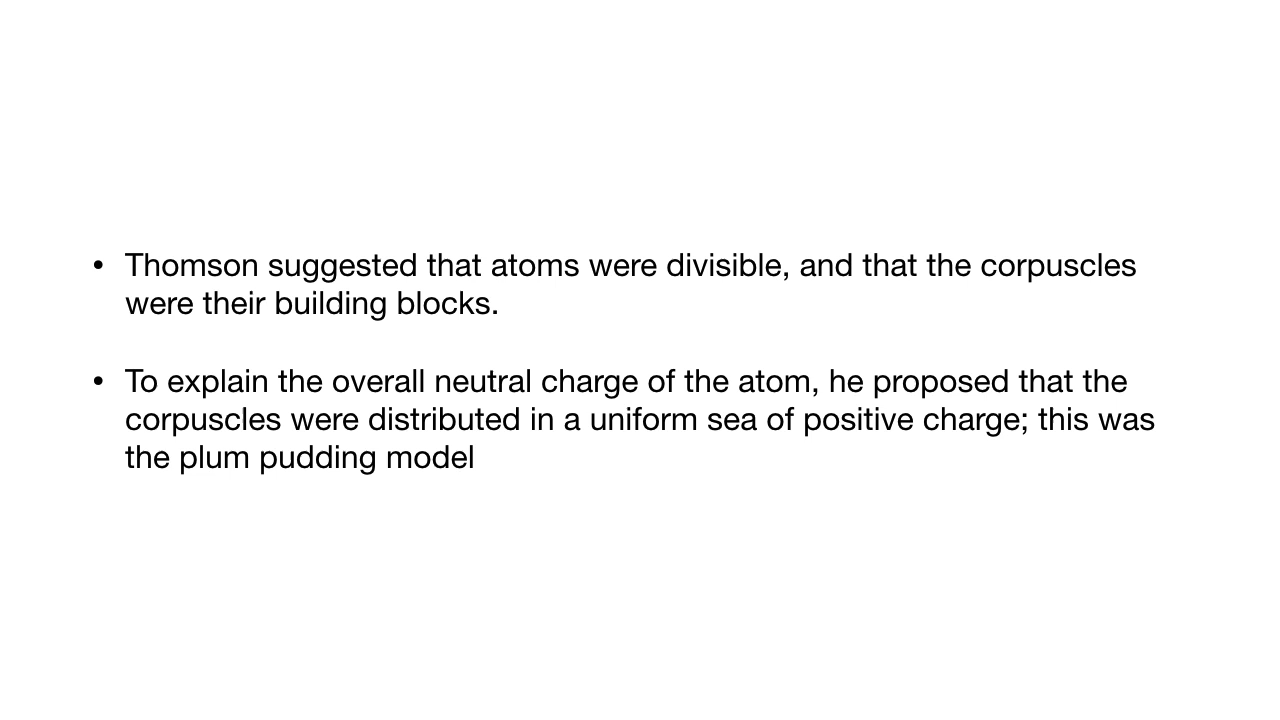 • Thomson suggested that atoms were divisible, and that the corpuscles
were their building blocks.
• To explain the overall neutral charge of the atom, he proposed that the
corpuscles were distributed in a uniform sea of positive charge; this was
the plum pudding model